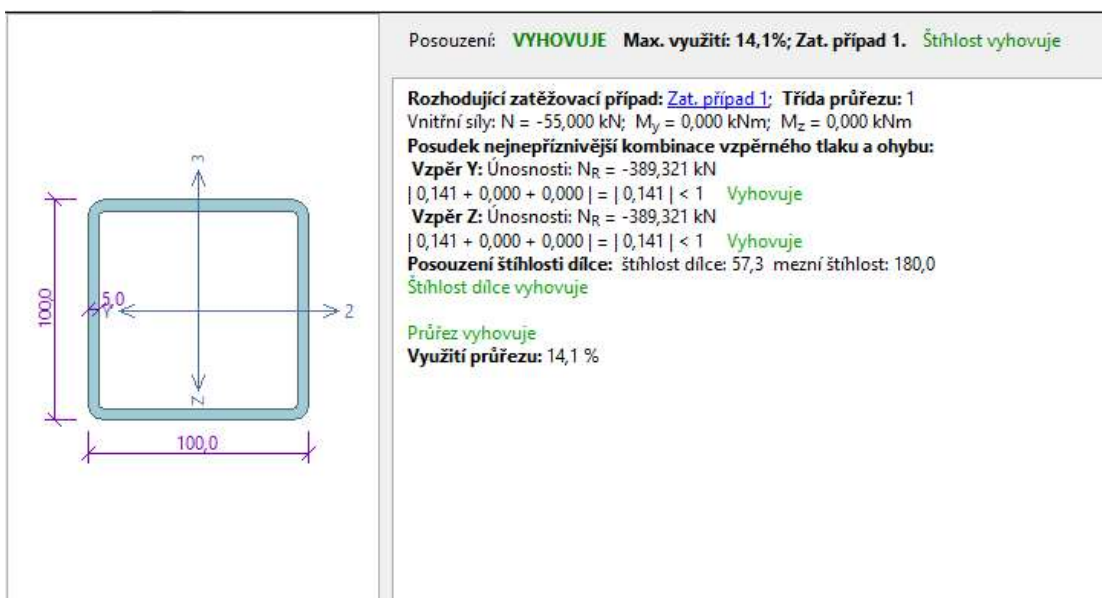 Posouzení: VYHOVUJE Max. využití: 14,1%; Zat. případ 1. Štíhlost vyhovuje
Rozhodující zatěžovací případ: Zat. případ 1; Třída průřezu: 1
Vnitřní síly: N = -55,000 kN; My = 0,000 kNm; Mz = 0,000 kNm
Posudek nejnepříznivější kombinace vzpěrného tlaku a ohybu:
Vzpěr Y: Únosnosti: NR = -389,321 kN
| 0,141 + 0,000 + 0,000 | = | 0,141 | < 1 Vyhovuje
Vzpěr Z: Únosnosti: NR = -389,321 kN
| 0,141 + 0,000 + 0,000 | = | 0,141 | < 1 Vyhovuje
Posouzení štíhlosti dílce: štíhlost dílce: 57,3 mezní štíhlost: 180,0
Štíhlost dílce vyhovuje
Průřez vyhovuje
Využití průřezu: 14,1 %
3
100,0
5,0
Y
2
Z
100,0